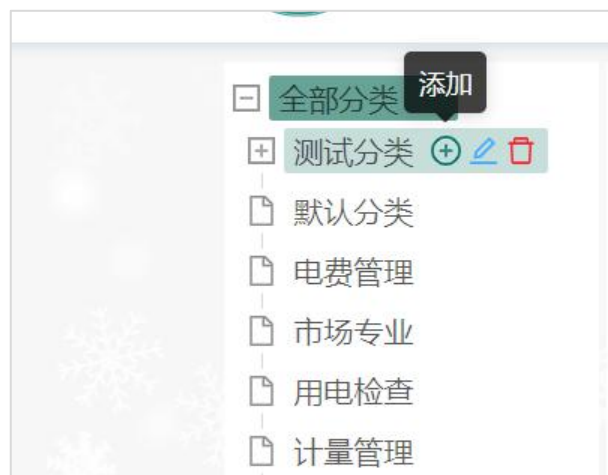 添加
全部分类
测试分类
默认分类
电费管理
市场专业
用电检查
计量管理